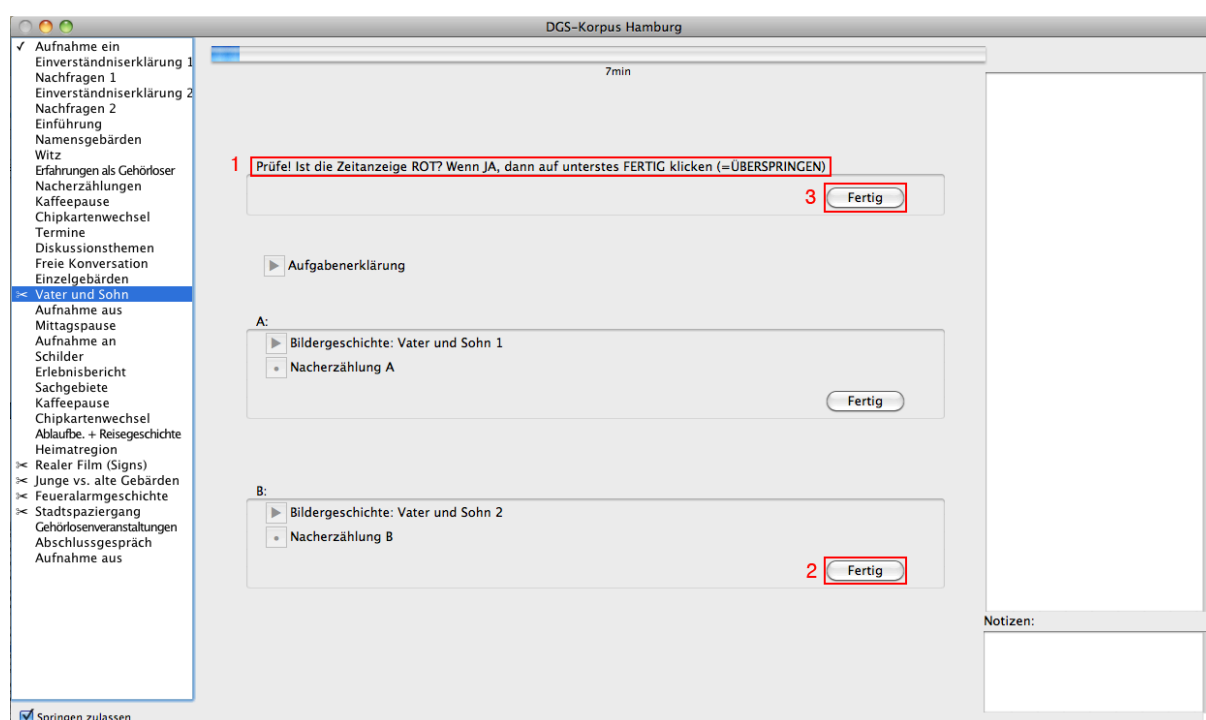 DGS-Korpus Hamburg
✓ Aufnahme ein
Einverständniserklärung 1
Nachfragen 1
Einverständniserklärung 2
Nachfragen 2
Einführung
Namensgebärden
Witz
Erfahrungen als Gehörloser
Nacherzählungen
Kaffeepause
Chipkartenwechsel
Termine
Diskussionsthemen
Freie Konversation
Einzelgebärden
✂ Vater und Sohn
Aufnahme aus
Mittagspause
Aufnahme an
Schilder
Erlebnisbericht
Sachgebiete
Kaffeepause
Chipkartenwechsel
Ablaufbe. + Reisegeschichte
Heimatregion
✂ Realer Film (Signs)
✂ Junge vs. alte Gebärden
✂ Feueralarmgeschichte
✂ Stadtspaziergang
Gehörlosenveranstaltungen
Abschlussgespräch
Aufnahme aus
Springen zulassen
7min
1 Prüfe! Ist die Zeitanzeige ROT? Wenn JA, dann auf unterstes FERTIG klicken (=ÜBERSPRINGEN)
3 Fertig
Aufgabenerklärung
A:
Bildergeschichte: Vater und Sohn 1
Nacherzählung A
Fertig
B:
Bildergeschichte: Vater und Sohn 2
Nacherzählung B
2 Fertig
Notizen: